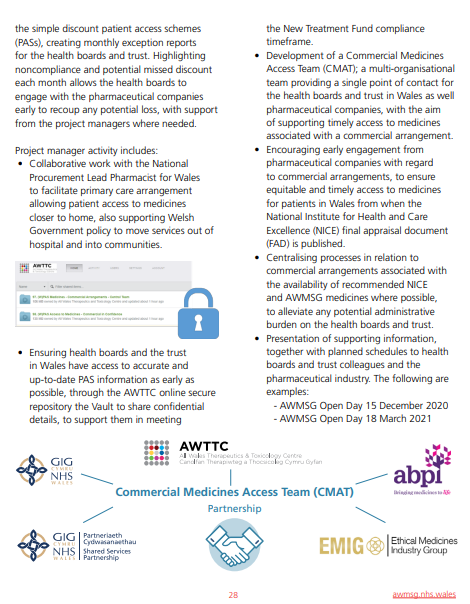 the simple discount patient access schemes
(PASs), creating monthly exception reports
for the health boards and trust. Highlighting
noncompliance and potential missed discount
each month allows the health boards to
engage with the pharmaceutical companies
early to recoup any potential loss, with support
from the project managers where needed.
Project manager activity includes:
• Collaborative work with the National
Procurement Lead Pharmacist for Wales
to facilitate primary care arrangement
allowing patient access to medicines
closer to home, also supporting Welsh
Government policy to move services out of
hospital and into communities.
AWTTC
• Ensuring health boards and the trust
in Wales have access to accurate and
up-to-date PAS information as early as
possible, through the AWTTC online secure
repository the Vault to share confidential
details, to support them in meeting
the New Treatment Fund compliance
timeframe.
• Development of a Commercial Medicines
Access Team (CMAT); a multi-organisational
team providing a single point of contact for
the health boards and trust in Wales as well
pharmaceutical companies, with the aim
of supporting timely access to medicines
associated with a commercial arrangement.
• Encouraging early engagement from
pharmaceutical companies with regard
to commercial arrangements, to ensure
equitable and timely access to medicines
for patients in Wales from when the
National Institute for Health and Care
Excellence (NICE) final appraisal document
(FAD) is published.
• Centralising processes in relation to
commercial arrangements associated with
the availability of recommended NICE
and AWMSG medicines where possible,
to alleviate any potential administrative
burden on the health boards and trust.
• Presentation of supporting information,
together with planned schedules to health
boards and trust colleagues and the
pharmaceutical industry. The following are
examples:
- AWMSG Open Day 15 December 2020
- AWMSG Open Day 18 March 2021
GIG
CYMRU
NHS
WALES
AWTTC
All Wales Therapeutics & Toxicology Centre
Canolfan Therapiwteg a Thocsicoleg Cymru Gyfan
abpi
Bringing medicines to life
Commercial Medicines Access Team (CMAT)
Partnership
GIG
CYMRU
NHS
WALES
Partneriaeth
Cydwasanaethau
Shared Services
Partnership
EMIG
Ethical Medicines
Industry Group
28
awmsg.nhs.wales